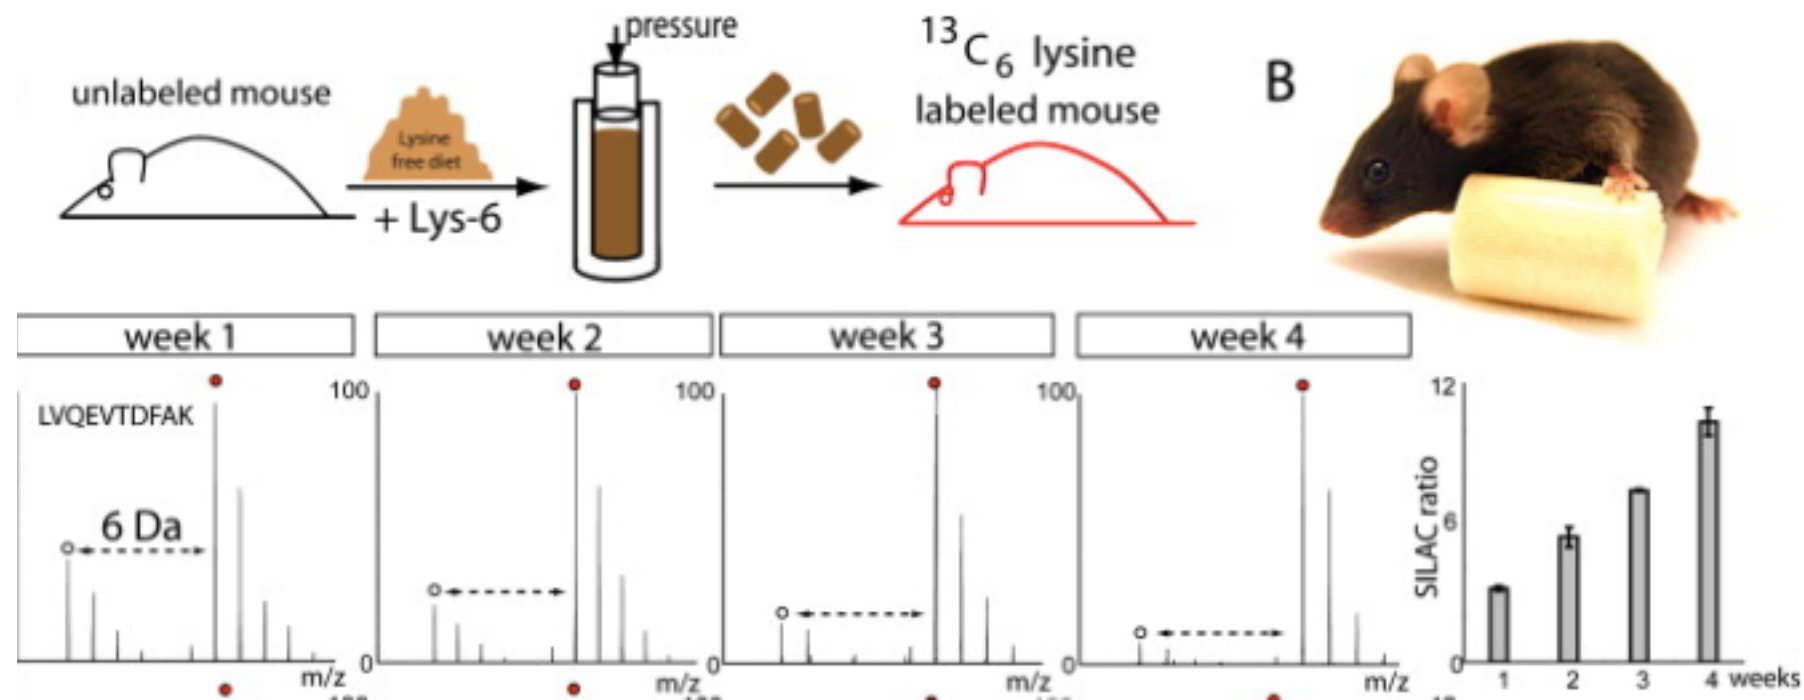 pressure
unlabeled mouse
Lysine
free diet
+ Lys-6
¹³C₆ lysine
labeled mouse
B
week 1
week 2
week 3
week 4
LVQEVTDFAK
6 Da
m/z
100
0
m/z
100
0
m/z
100
0
m/z
SILAC ratio
12
6
0
1 2 3 4 weeks